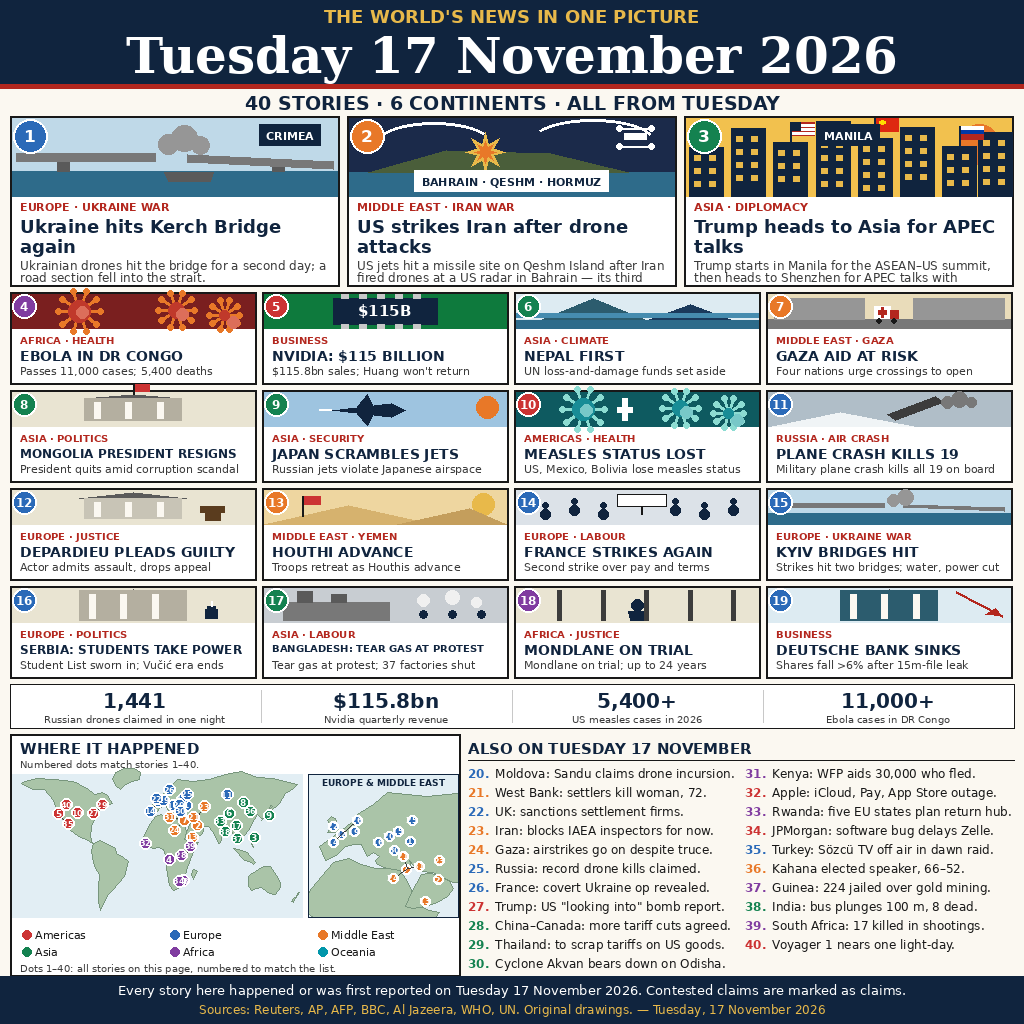 THE WORLD'S NEWS IN ONE PICTURE
Tuesday 17 November 2026
40 STORIES · 6 CONTINENTS · ALL FROM TUESDAY
1
CRIMEA
EUROPE · UKRAINE WAR
Ukraine hits Kerch Bridge
again
Ukrainian drones hit the bridge for a second day; a
road section fell into the strait.
2
BAHRAIN · QESHM · HORMUZ
MIDDLE EAST · IRAN WAR
US strikes Iran after drone
attacks
US jets hit a missile site on Qeshm Island after Iran
fired drones at a US radar in Bahrain — its third
3
MANILA
ASIA · DIPLOMACY
Trump heads to Asia for APEC
talks
Trump starts in Manila for the ASEAN–US summit,
then heads to Shenzhen for APEC talks with
4
AFRICA · HEALTH
EBOLA IN DR CONGO
Passes 11,000 cases; 5,400 deaths
5
$115B
BUSINESS
NVIDIA: $115 BILLION
$115.8bn sales; Huang won't return
6
ASIA · CLIMATE
NEPAL FIRST
UN loss-and-damage funds set aside
7
MIDDLE EAST · GAZA
GAZA AID AT RISK
Four nations urge crossings to open
8
ASIA · POLITICS
MONGOLIA PRESIDENT RESIGNS
President quits amid corruption scandal
9
ASIA · SECURITY
JAPAN SCRAMBLES JETS
Russian jets violate Japanese airspace
10
AMERICAS · HEALTH
MEASLES STATUS LOST
US, Mexico, Bolivia lose measles status
11
RUSSIA · AIR CRASH
PLANE CRASH KILLS 19
Military plane crash kills all 19 on board
12
EUROPE · JUSTICE
DEPARDIEU PLEADS GUILTY
Actor admits assault, drops appeal
13
MIDDLE EAST · YEMEN
HOUTHI ADVANCE
Troops retreat as Houthis advance
14
EUROPE · LABOUR
FRANCE STRIKES AGAIN
Second strike over pay and terms
15
EUROPE · UKRAINE WAR
KYIV BRIDGES HIT
Strikes hit two bridges; water, power cut
16
EUROPE · POLITICS
SERBIA: STUDENTS TAKE POWER
Student List sworn in; Vučić era ends
17
ASIA · LABOUR
BANGLADESH: TEAR GAS AT PROTEST
Tear gas at protest; 37 factories shut
18
AFRICA · JUSTICE
MONDLANE ON TRIAL
Mondlane on trial; up to 24 years
19
BUSINESS
DEUTSCHE BANK SINKS
Shares fall >6% after 15m-file leak
1,441
Russian drones claimed in one night
$115.8bn
Nvidia quarterly revenue
5,400+
US measles cases in 2026
11,000+
Ebola cases in DR Congo
WHERE IT HAPPENED
Numbered dots match stories 1–40.
EUROPE & MIDDLE EAST
Americas
Europe
Middle East
Asia
Africa
Oceania
Dots 1–40: all stories on this page, numbered to match the list.
ALSO ON TUESDAY 17 NOVEMBER
20. Moldova: Sandu claims drone incursion.
21. West Bank: settlers kill woman, 72.
22. UK: sanctions settlement firms.
23. Iran: blocks IAEA inspectors for now.
24. Gaza: airstrikes go on despite truce.
25. Russia: record drone kills claimed.
26. France: covert Ukraine op revealed.
27. Trump: US "looking into" bomb report.
28. China–Canada: more tariff cuts agreed.
29. Thailand: to scrap tariffs on US goods.
30. Cyclone Akvan bears down on Odisha.
31. Kenya: WFP aids 30,000 who fled.
32. Apple: iCloud, Pay, App Store outage.
33. Rwanda: five EU states plan return hub.
34. JPMorgan: software bug delays Zelle.
35. Turkey: Sözcü TV off air in dawn raid.
36. Kahana elected speaker, 66–52.
37. Guinea: 224 jailed over gold mining.
38. India: bus plunges 100 m, 8 dead.
39. South Africa: 17 killed in shootings.
40. Voyager 1 nears one light-day.
Every story here happened or was first reported on Tuesday 17 November 2026. Contested claims are marked as claims.
Sources: Reuters, AP, AFP, BBC, Al Jazeera, WHO, UN. Original drawings. — Tuesday, 17 November 2026